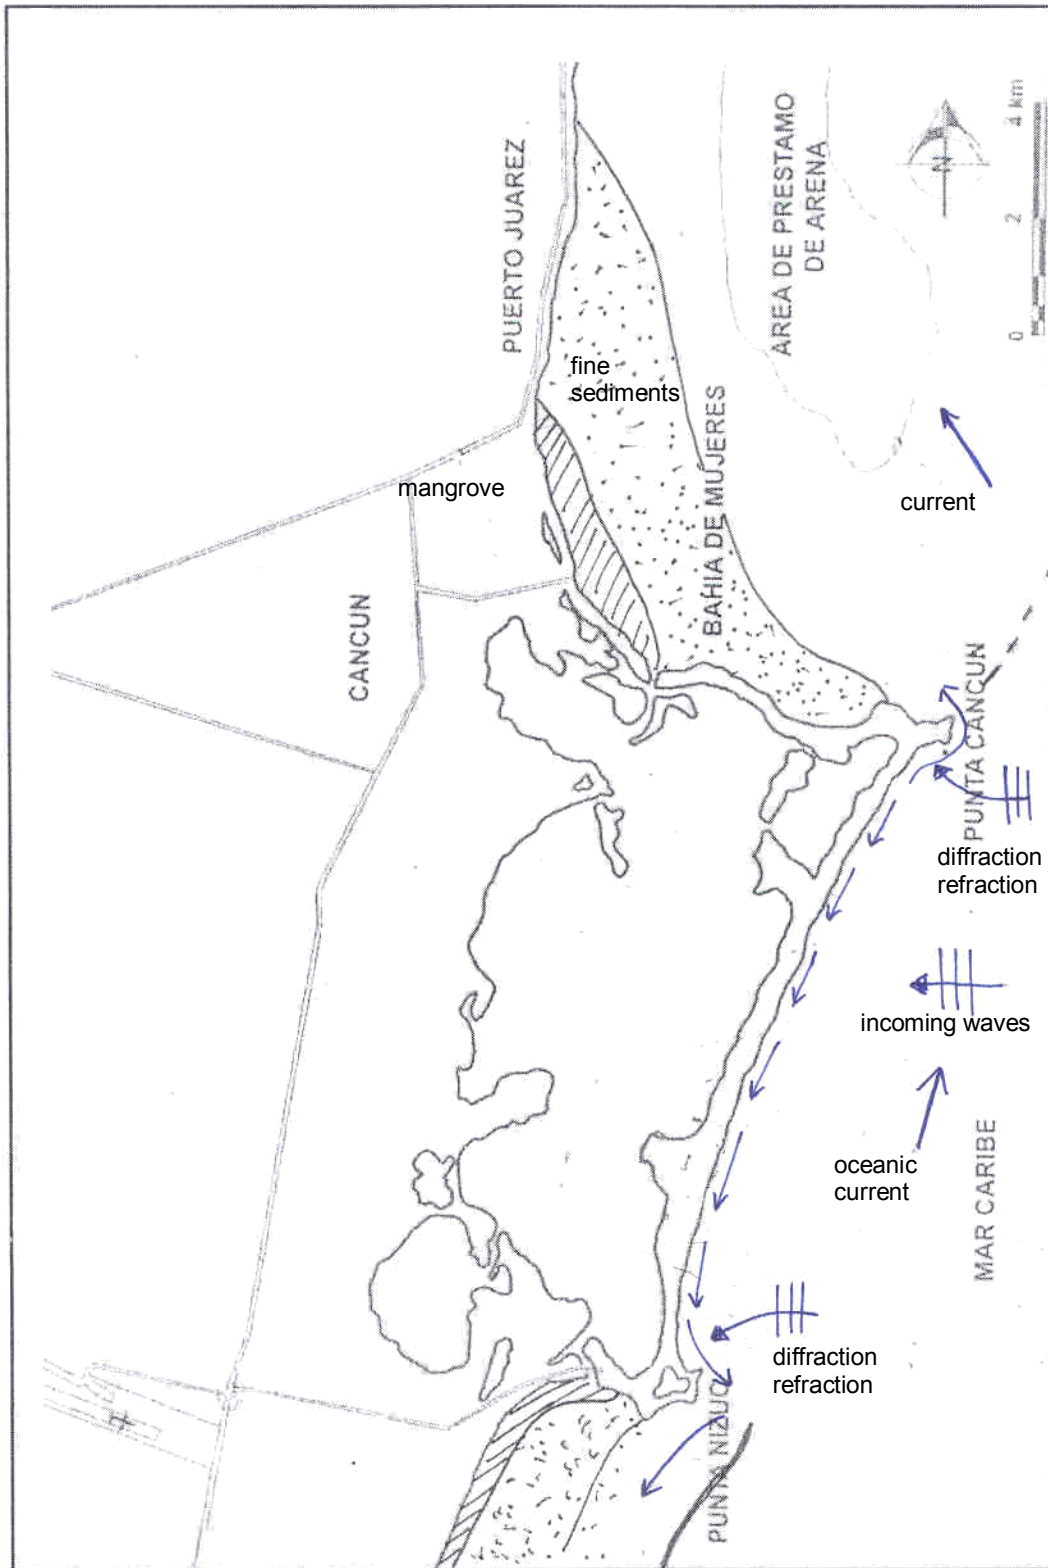 PUERTO JUAREZ
AREA DE PRESTAMO
DE ARENA
N
0 2 4 km
fine
sediments
mangrove
BAHIA DE MUJERES
current
CANCUN
PUNTA CANCUN
diffraction
refraction
incoming waves
oceanic
current
MAR CARIBE
diffraction
refraction
PUNTA NIZUC